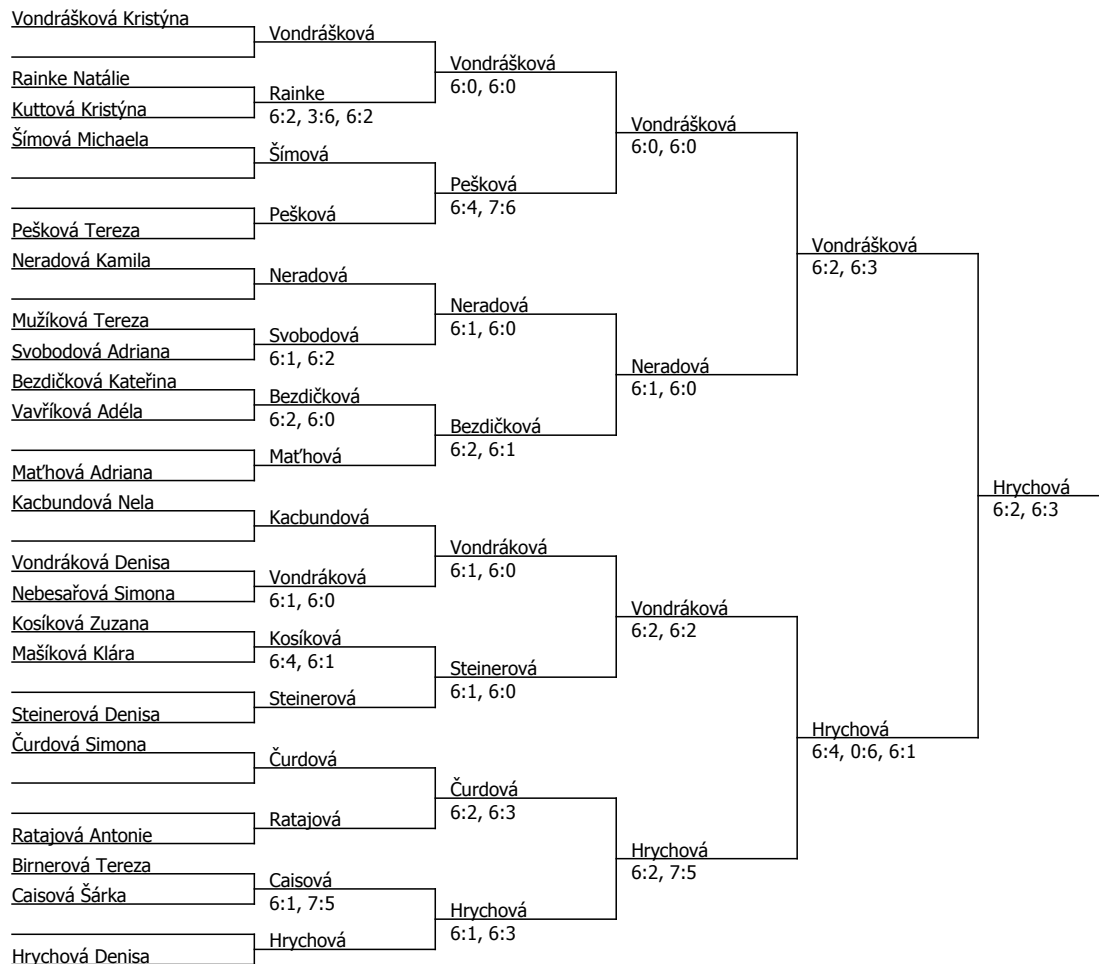 Vondrášková Kristýna
Rainke Natálie
Kuttová Kristýna
Šímová Michaela
Pešková Tereza
Neradová Kamila
Mužíková Tereza
Svobodová Adriana
Bezdičková Kateřina
Vavříková Adéla
Maťhová Adriana
Kacbundová Nela
Vondráková Denisa
Nebesařová Simona
Kosíková Zuzana
Mašíková Klára
Steinerová Denisa
Čurdová Simona
Ratajová Antonie
Birnerová Tereza
Caisová Šárka
Hrychová Denisa
Vondrášková
Rainke
6:2, 3:6, 6:2
Šímová
Pešková
Neradová
Svobodová
6:1, 6:2
Bezdičková
6:2, 6:0
Maťhová
Kacbundová
Vondráková
6:1, 6:0
Kosíková
6:4, 6:1
Steinerová
Čurdová
Ratajová
Caisová
6:1, 7:5
Hrychová
Vondrášková
6:0, 6:0
Pešková
6:4, 7:6
Neradová
6:1, 6:0
Bezdičková
6:2, 6:1
Vondráková
6:1, 6:0
Steinerová
6:1, 6:0
Čurdová
6:2, 6:3
Hrychová
6:1, 6:3
Vondrášková
6:0, 6:0
Neradová
6:1, 6:0
Vondráková
6:2, 6:2
Hrychová
6:2, 7:5
Vondrášková
6:2, 6:3
Hrychová
6:4, 0:6, 6:1
Hrychová
6:2, 6:3